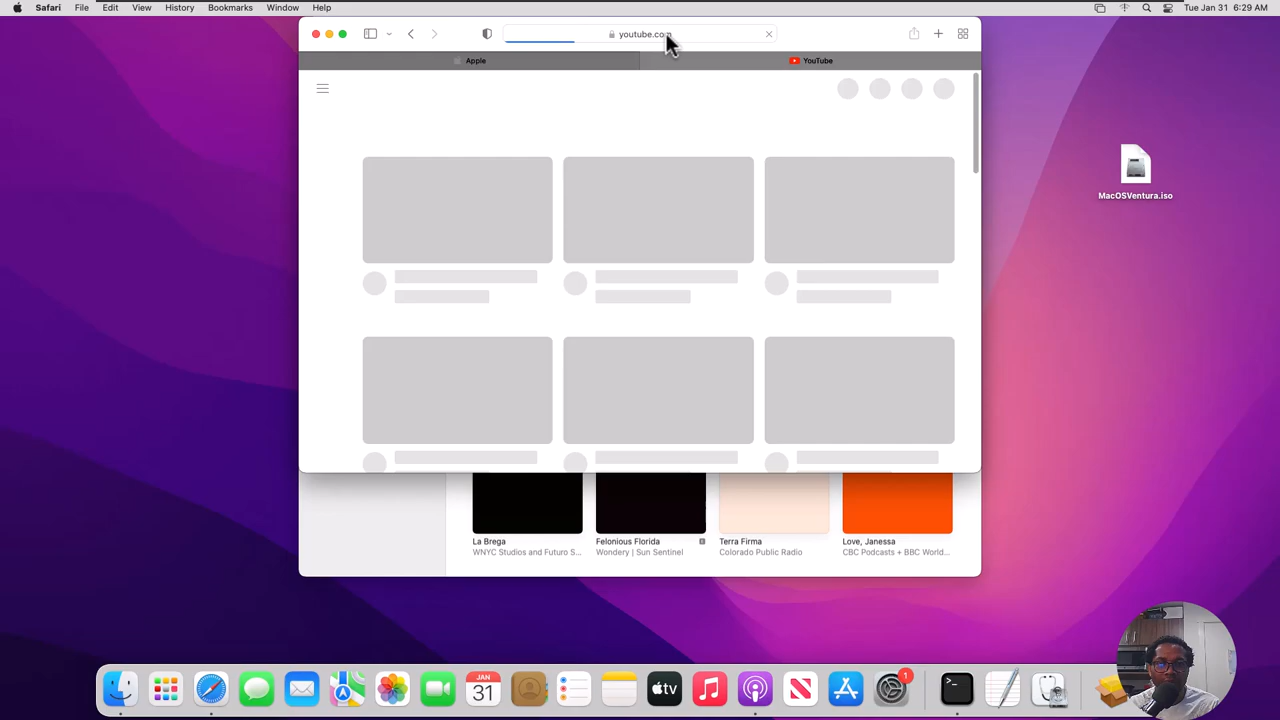 Safari File Edit View History Bookmarks Window Help Tue Jan 31 6:29 AM
youtube.com
Apple YouTube
MacOSVentura.iso
La Brega Felonious Florida Terra Firma Love, Janessa
WNYC Studios and Futuro S... Wondery | Sun Sentinel Colorado Public Radio CBC Podcasts + BBC World...
JAN
31
tv
1
>_